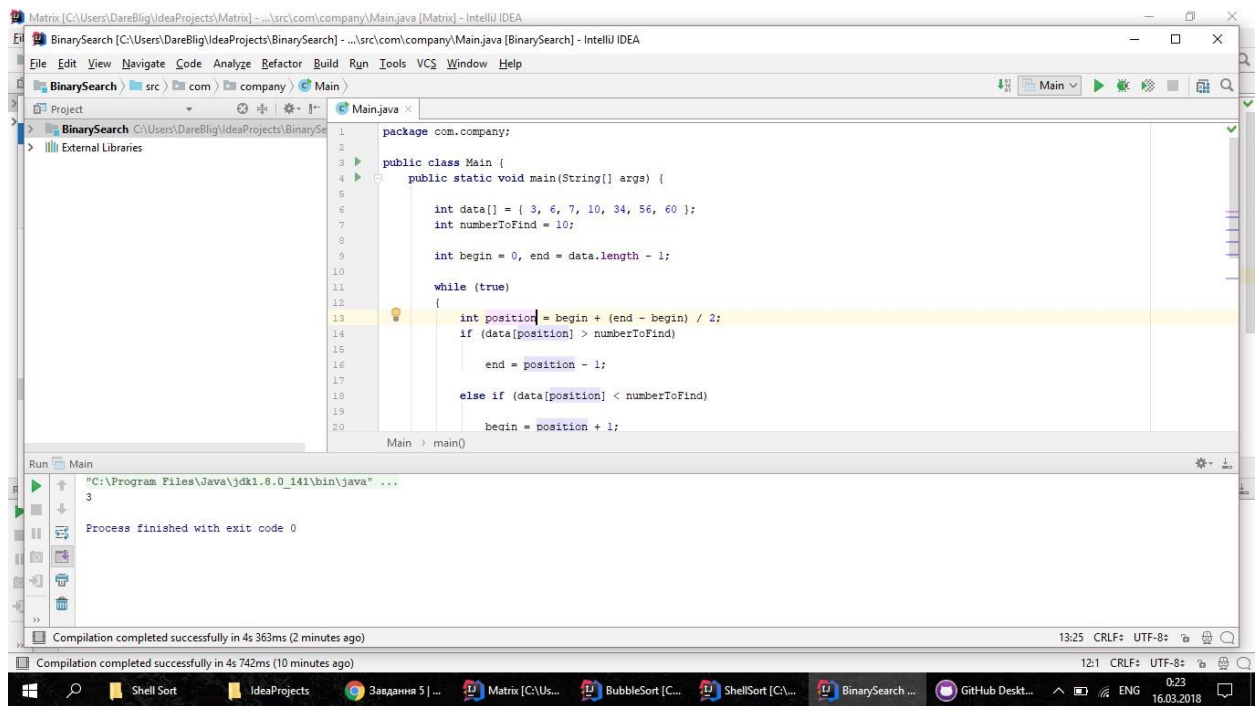 Matrix [C:\Users\DareBlig\IdeaProjects\Matrix] - ...\src\com\company\Main.java [Matrix] - IntelliJ IDEA
BinarySearch [C:\Users\DareBlig\IdeaProjects\BinarySearch] - ...\src\com\company\Main.java [BinarySearch] - IntelliJ IDEA
File Edit View Navigate Code Analyze Refactor Build Run Tools VCS Window Help
BinarySearch src com company Main
Main
Project
Main.java
BinarySearch C:\Users\DareBlig\IdeaProjects\BinarySe
External Libraries
1 package com.company;
2
3 public class Main {
4 public static void main(String[] args) {
5
6 int data[] = { 3, 6, 7, 10, 34, 56, 60 };
7 int numberToFind = 10;
8
9 int begin = 0, end = data.length - 1;
10
11 while (true)
12 {
13 int position = begin + (end - begin) / 2;
14 if (data[position] > numberToFind)
15
16 end = position - 1;
17
18 else if (data[position] < numberToFind)
19
20 begin = position + 1;
Main > main()
Run Main
"C:\Program Files\Java\jdk1.8.0_141\bin\java" ...
3
Process finished with exit code 0
Compilation completed successfully in 4s 363ms (2 minutes ago)
13:25 CRLF UTF-8
Compilation completed successfully in 4s 742ms (10 minutes ago)
12:1 CRLF UTF-8
Shell Sort IdeaProjects Завдання 5 | ... Matrix [C:\Us... BubbleSort [C... ShellSort [C:\... BinarySearch ... GitHub Deskt... ENG 0:23
16.03.2018